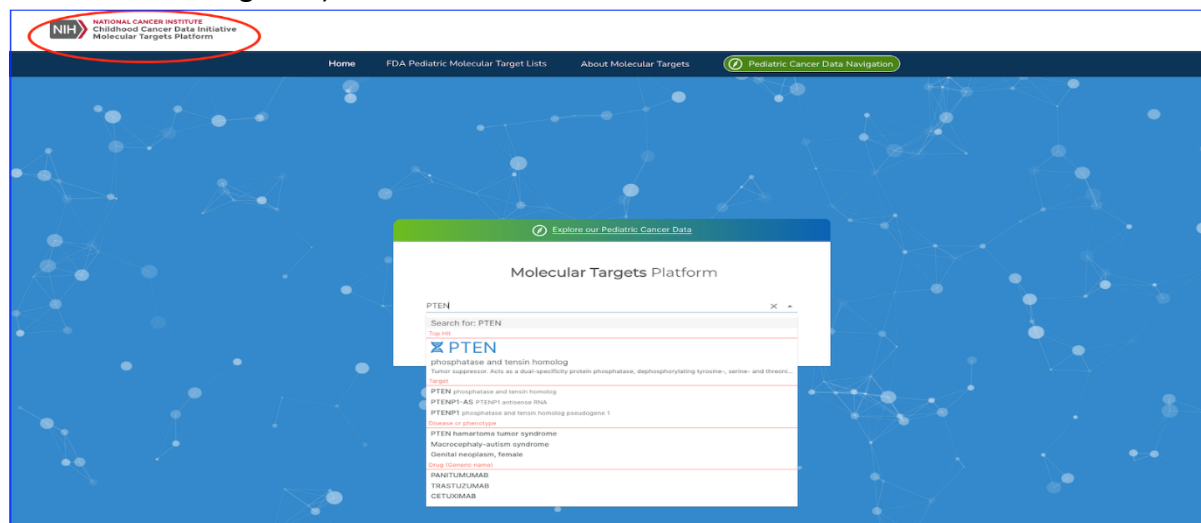 NIH
NATIONAL CANCER INSTITUTE
Childhood Cancer Data Initiative
Molecular Targets Platform
Home FDA Pediatric Molecular Target Lists About Molecular Targets Pediatric Cancer Data Navigation
Explore our Pediatric Cancer Data
Molecular Targets Platform
PTEN
Search for: PTEN
Top Hit
PTEN
phosphatase and tensin homolog
Tumor suppressor. Acts as a dual-specificity protein phosphatase, dephosphorylating tyrosine-, serine- and threoni...
Target
PTEN phosphatase and tensin homolog
PTENP1-AS PTENP1 antisense RNA
PTENP1 phosphatase and tensin homolog pseudogene 1
Disease or phenotype
PTEN hamartoma tumor syndrome
Macrocephaly-autism syndrome
Genital neoplasm, female
Drug (Generic name)
PANITUMUMAB
TRASTUZUMAB
CETUXIMAB